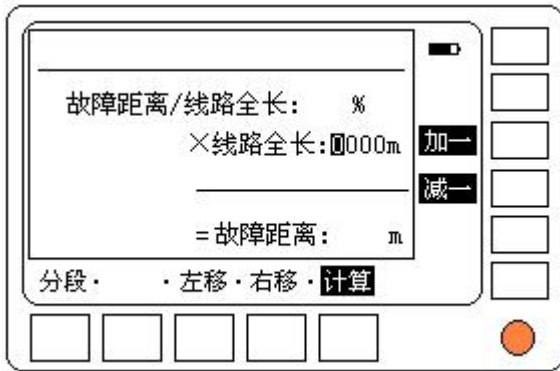 故障距离/线路全长: %
×线路全长:0000m
加一
减一
=故障距离: m
分段· ·左移·右移·计算